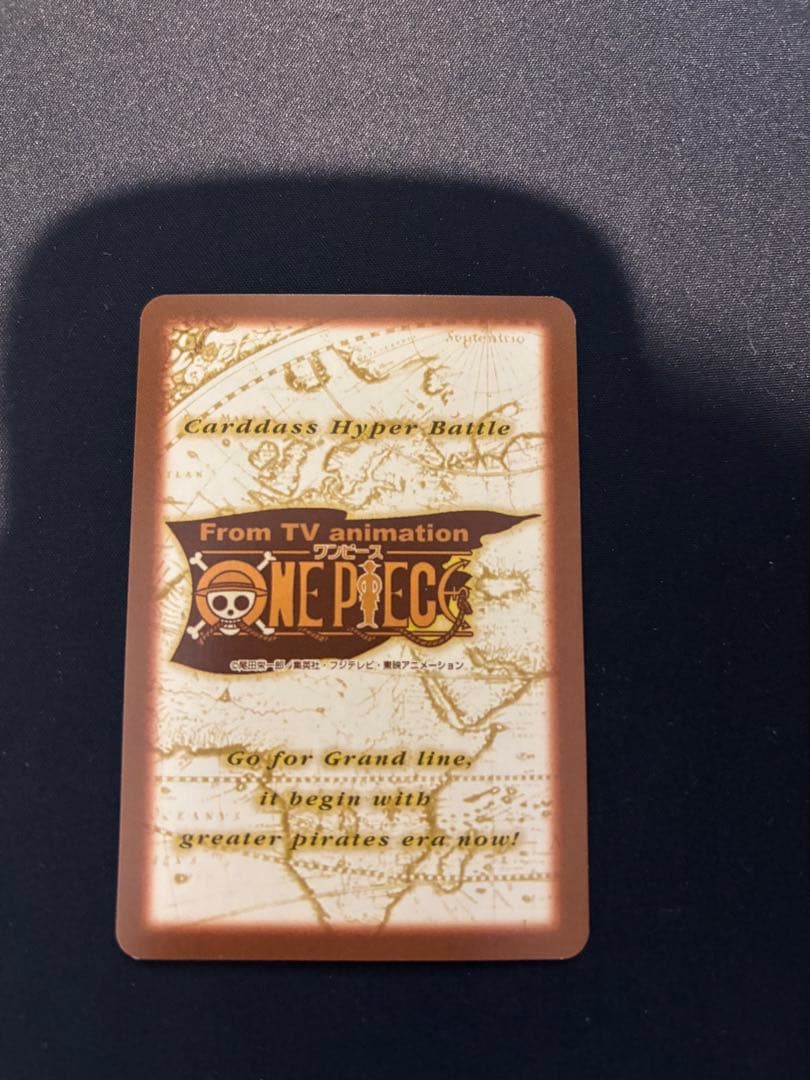 Septentrio
Carddass Hyper Battle
From TV animation
ワンピース
ONE PIECE
©尾田栄一郎/集英社・フジテレビ・東映アニメーション
Go for Grand line,
it begin with
greater pirates era now!